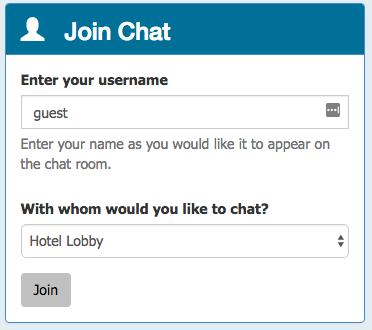 Join Chat
Enter your username
guest
Enter your name as you would like it to appear on
the chat room.
With whom would you like to chat?
Hotel Lobby
Join